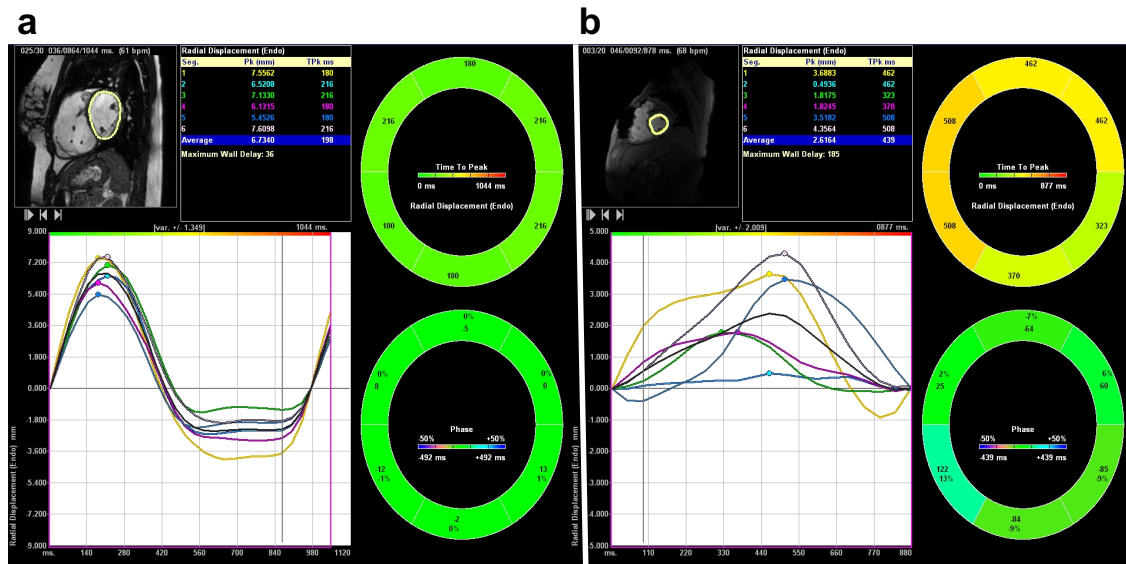 a
025/30 036/0864/1044 ms. (61 bpm)
Radial Displacement (Endo)
Seg. Pk (mm) TPk ms
1 7.5562 180
2 6.5208 216
3 7.1330 216
4 6.1315 180
5 5.4526 180
6 7.6098 216
Average 6.7340 198
Maximum Wall Delay: 36
180
216 216
Time To Peak
0 ms 1044 ms
Radial Displacement (Endo)
180 216
180
[var. +/- 1.349] 1044 ms.
Radial Displacement (Endo) mm
9.000
7.200
5.400
3.600
1.800
0.000
-1.800
-3.600
-5.400
-7.200
-9.000
ms. 140 280 420 560 700 840 980 1120
0%
-5
0% 0%
8 0
Phase
-50% +50%
-492 ms +492 ms
-12 13
-1% 1%
-2
0%
b
003/20 046/0092/878 ms. (68 bpm)
Radial Displacement (Endo)
Seg. Pk (mm) TPk ms
1 3.6883 462
2 0.4936 462
3 1.8175 323
4 1.8245 370
5 3.5182 508
6 4.3564 508
Average 2.6164 439
Maximum Wall Delay: 185
462
508 462
Time To Peak
0 ms 877 ms
Radial Displacement (Endo)
508 323
370
[var. +/- 2.009] 0877 ms.
Radial Displacement (Endo) mm
5.000
4.000
3.000
2.000
1.000
0.000
-1.000
-2.000
-3.000
-4.000
-5.000
ms. 110 220 330 440 550 660 770 880
-7%
-64
2% 6%
25 60
Phase
-50% +50%
-439 ms +439 ms
122 -85
13% -9%
-84
-9%